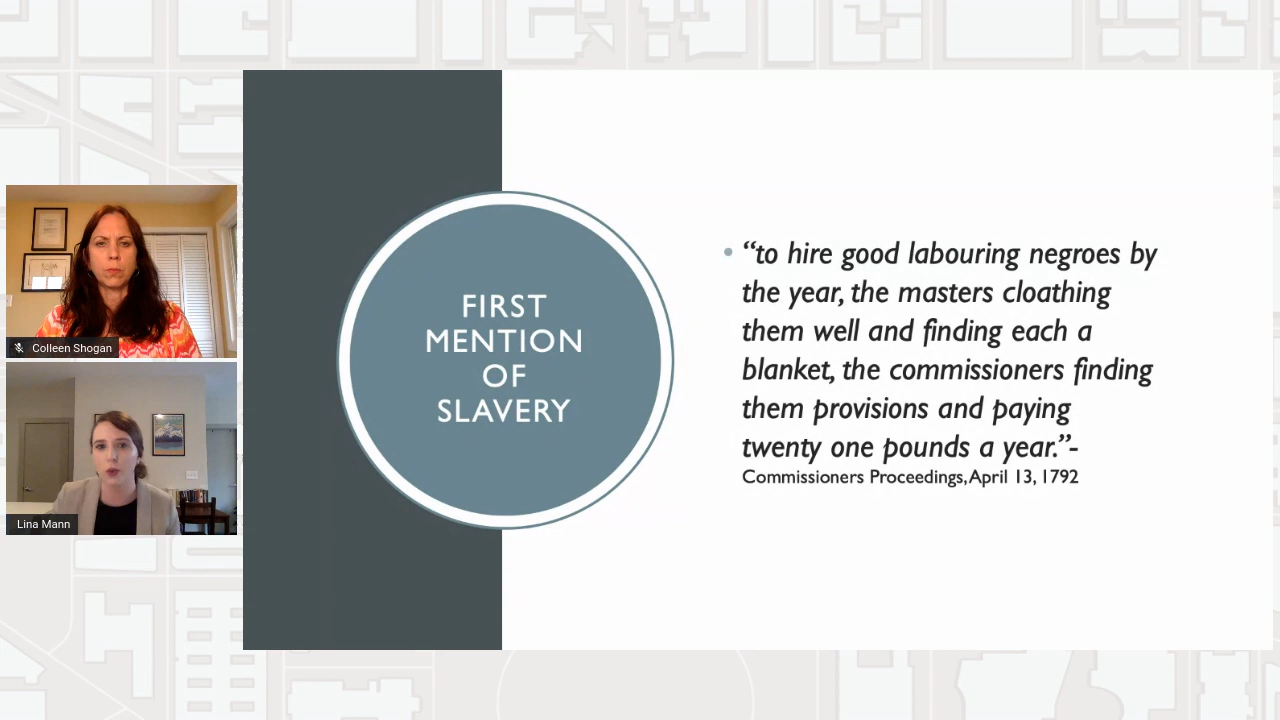 Colleen Shogan
Lina Mann
FIRST
MENTION
OF
SLAVERY
• “to hire good labouring negroes by
the year, the masters cloathing
them well and finding each a
blanket, the commissioners finding
them provisions and paying
twenty one pounds a year.”-
Commissioners Proceedings, April 13, 1792